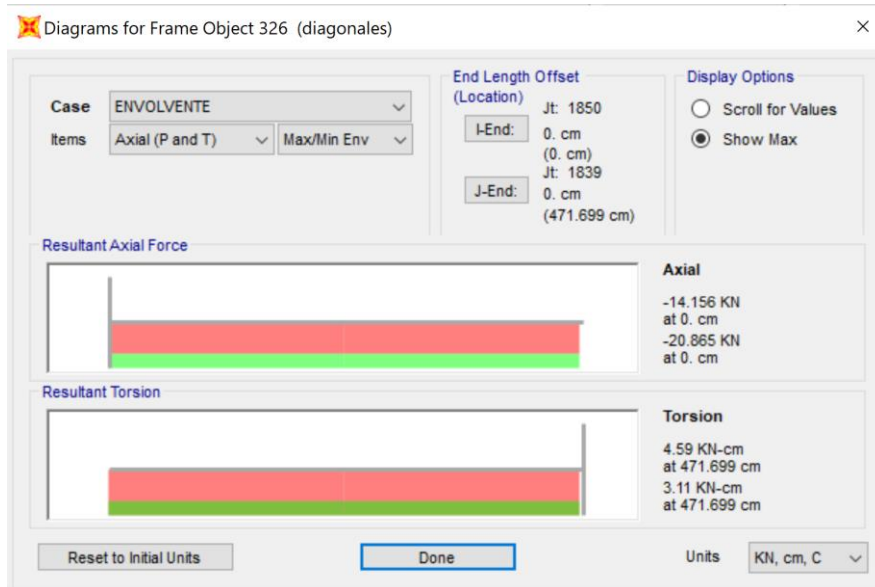 Diagrams for Frame Object 326 (diagonales)
Case ENVOLVENTE
Items Axial (P and T) Max/Min Env
End Length Offset
(Location)
I-End:
Jt: 1850
0. cm
(0. cm)
J-End:
Jt: 1839
0. cm
(471.699 cm)
Display Options
Scroll for Values
Show Max
Resultant Axial Force
Axial
-14.156 KN
at 0. cm
-20.865 KN
at 0. cm
Resultant Torsion
Torsion
4.59 KN-cm
at 471.699 cm
3.11 KN-cm
at 471.699 cm
Reset to Initial Units
Done
Units KN, cm, C